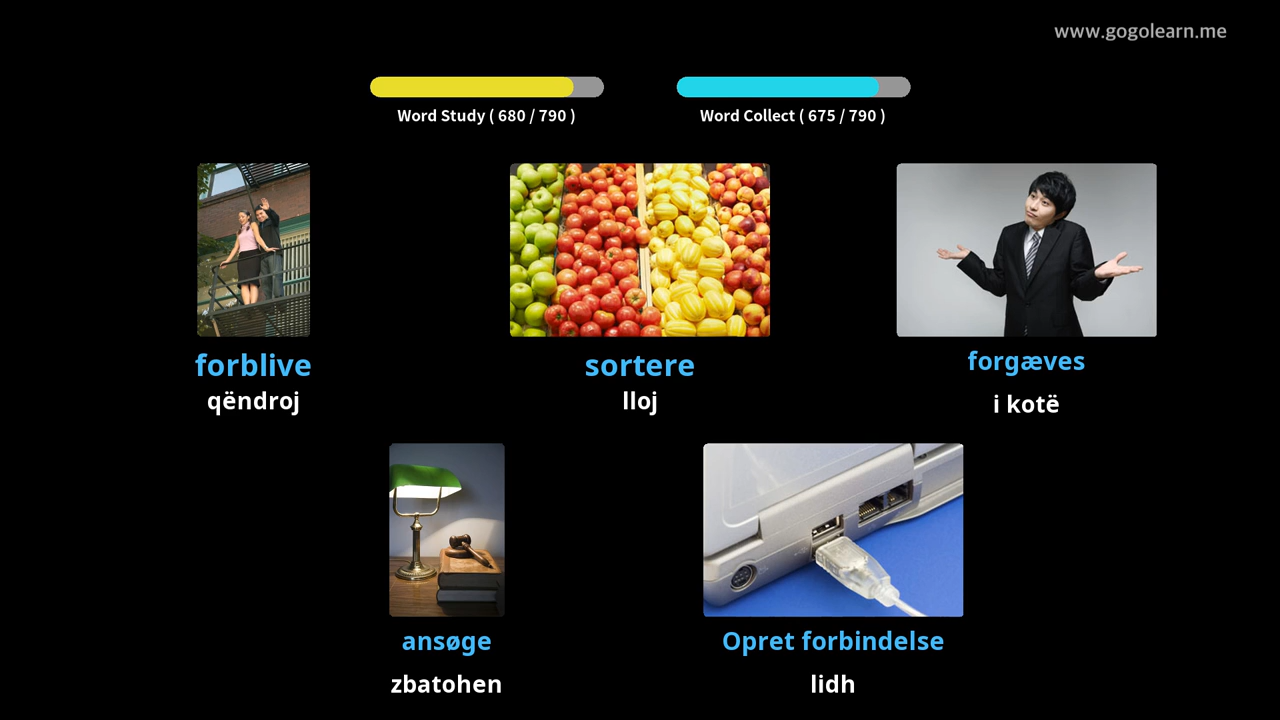 www.gogolearn.me
Word Study ( 680 / 790 )
Word Collect ( 675 / 790 )
forblive
qëndroj
sortere
lloj
forgæves
i kotë
ansøge
zbatohen
Opret forbindelse
lidh